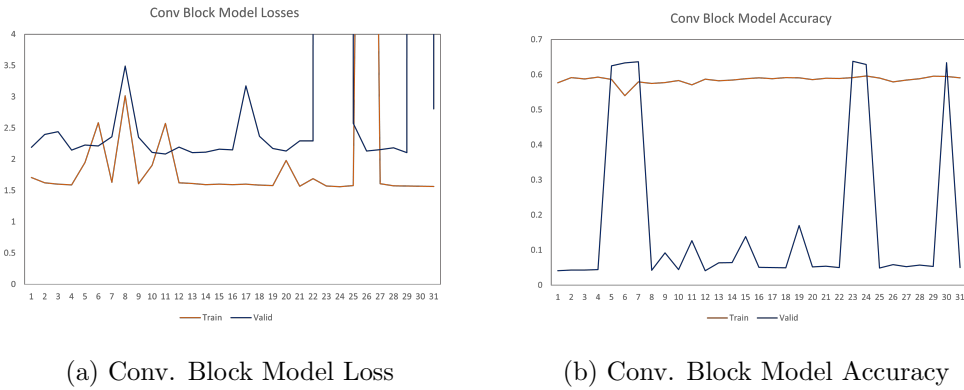 Conv Block Model Losses
4
3.5
3
2.5
2
1.5
1
0.5
0
1 2 3 4 5 6 7 8 9 10 11 12 13 14 15 16 17 18 19 20 21 22 23 24 25 26 27 28 29 30 31
Train Valid
(a) Conv. Block Model Loss
Conv Block Model Accuracy
0.7
0.6
0.5
0.4
0.3
0.2
0.1
0
1 2 3 4 5 6 7 8 9 10 11 12 13 14 15 16 17 18 19 20 21 22 23 24 25 26 27 28 29 30 31
Train Valid
(b) Conv. Block Model Accuracy